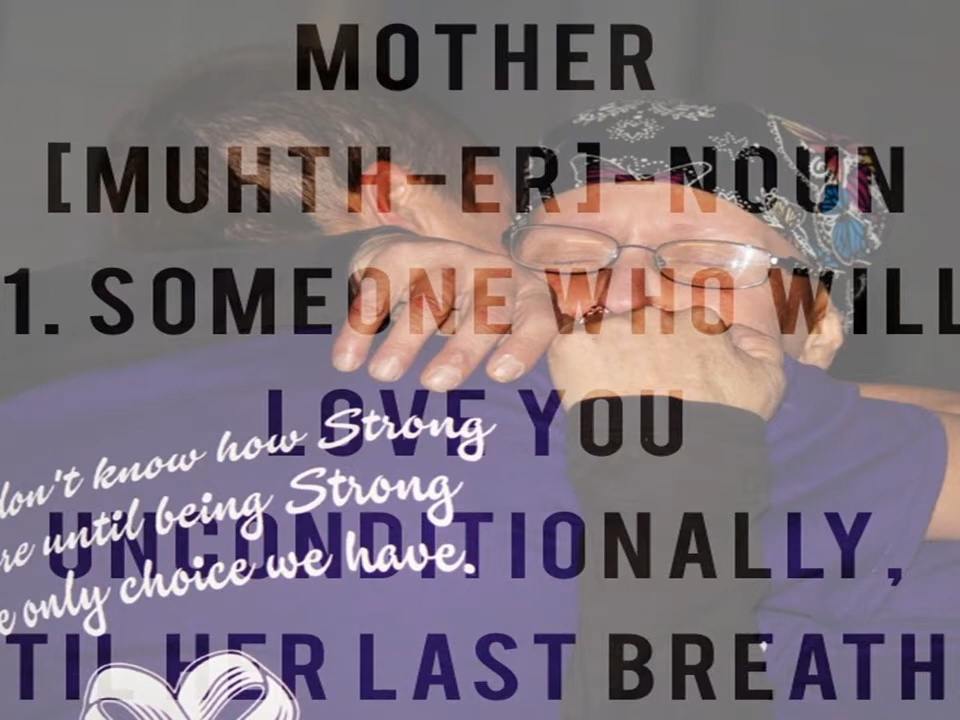 MOTHER
[MUHTH-ER] -NOUN
1. SOMEONE WHO WILL
LOVE YOU
UNCONDITIONALLY,
TIL HER LAST BREATH
don't know how Strong
re until being Strong
e only choice we have.